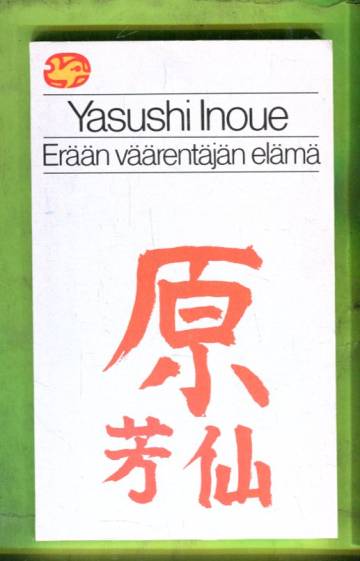 Yasushi Inoue
Erään väärentäjän elämä
原
芳仙